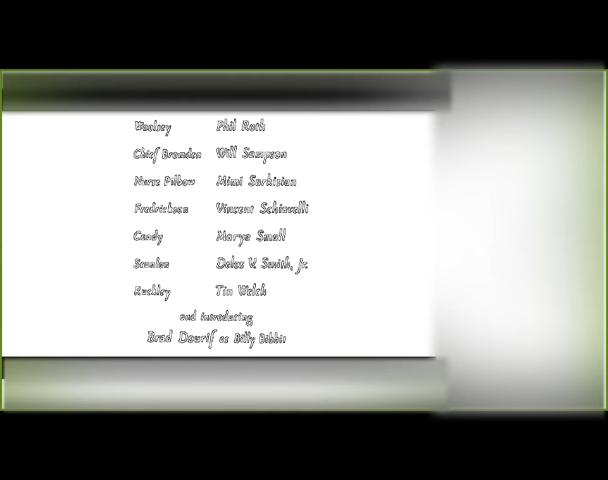 Woolsey Phil Roth
Chief Bromden Will Sampson
Nurse Pilbow Mimi Sarkisian
Fredrickson Vincent Schiavelli
Candy Marya Small
Scanlon Delos V. Smith, Jr.
Ruckley Tin Welch
and introducing
Brad Dourif as Billy Bibbit